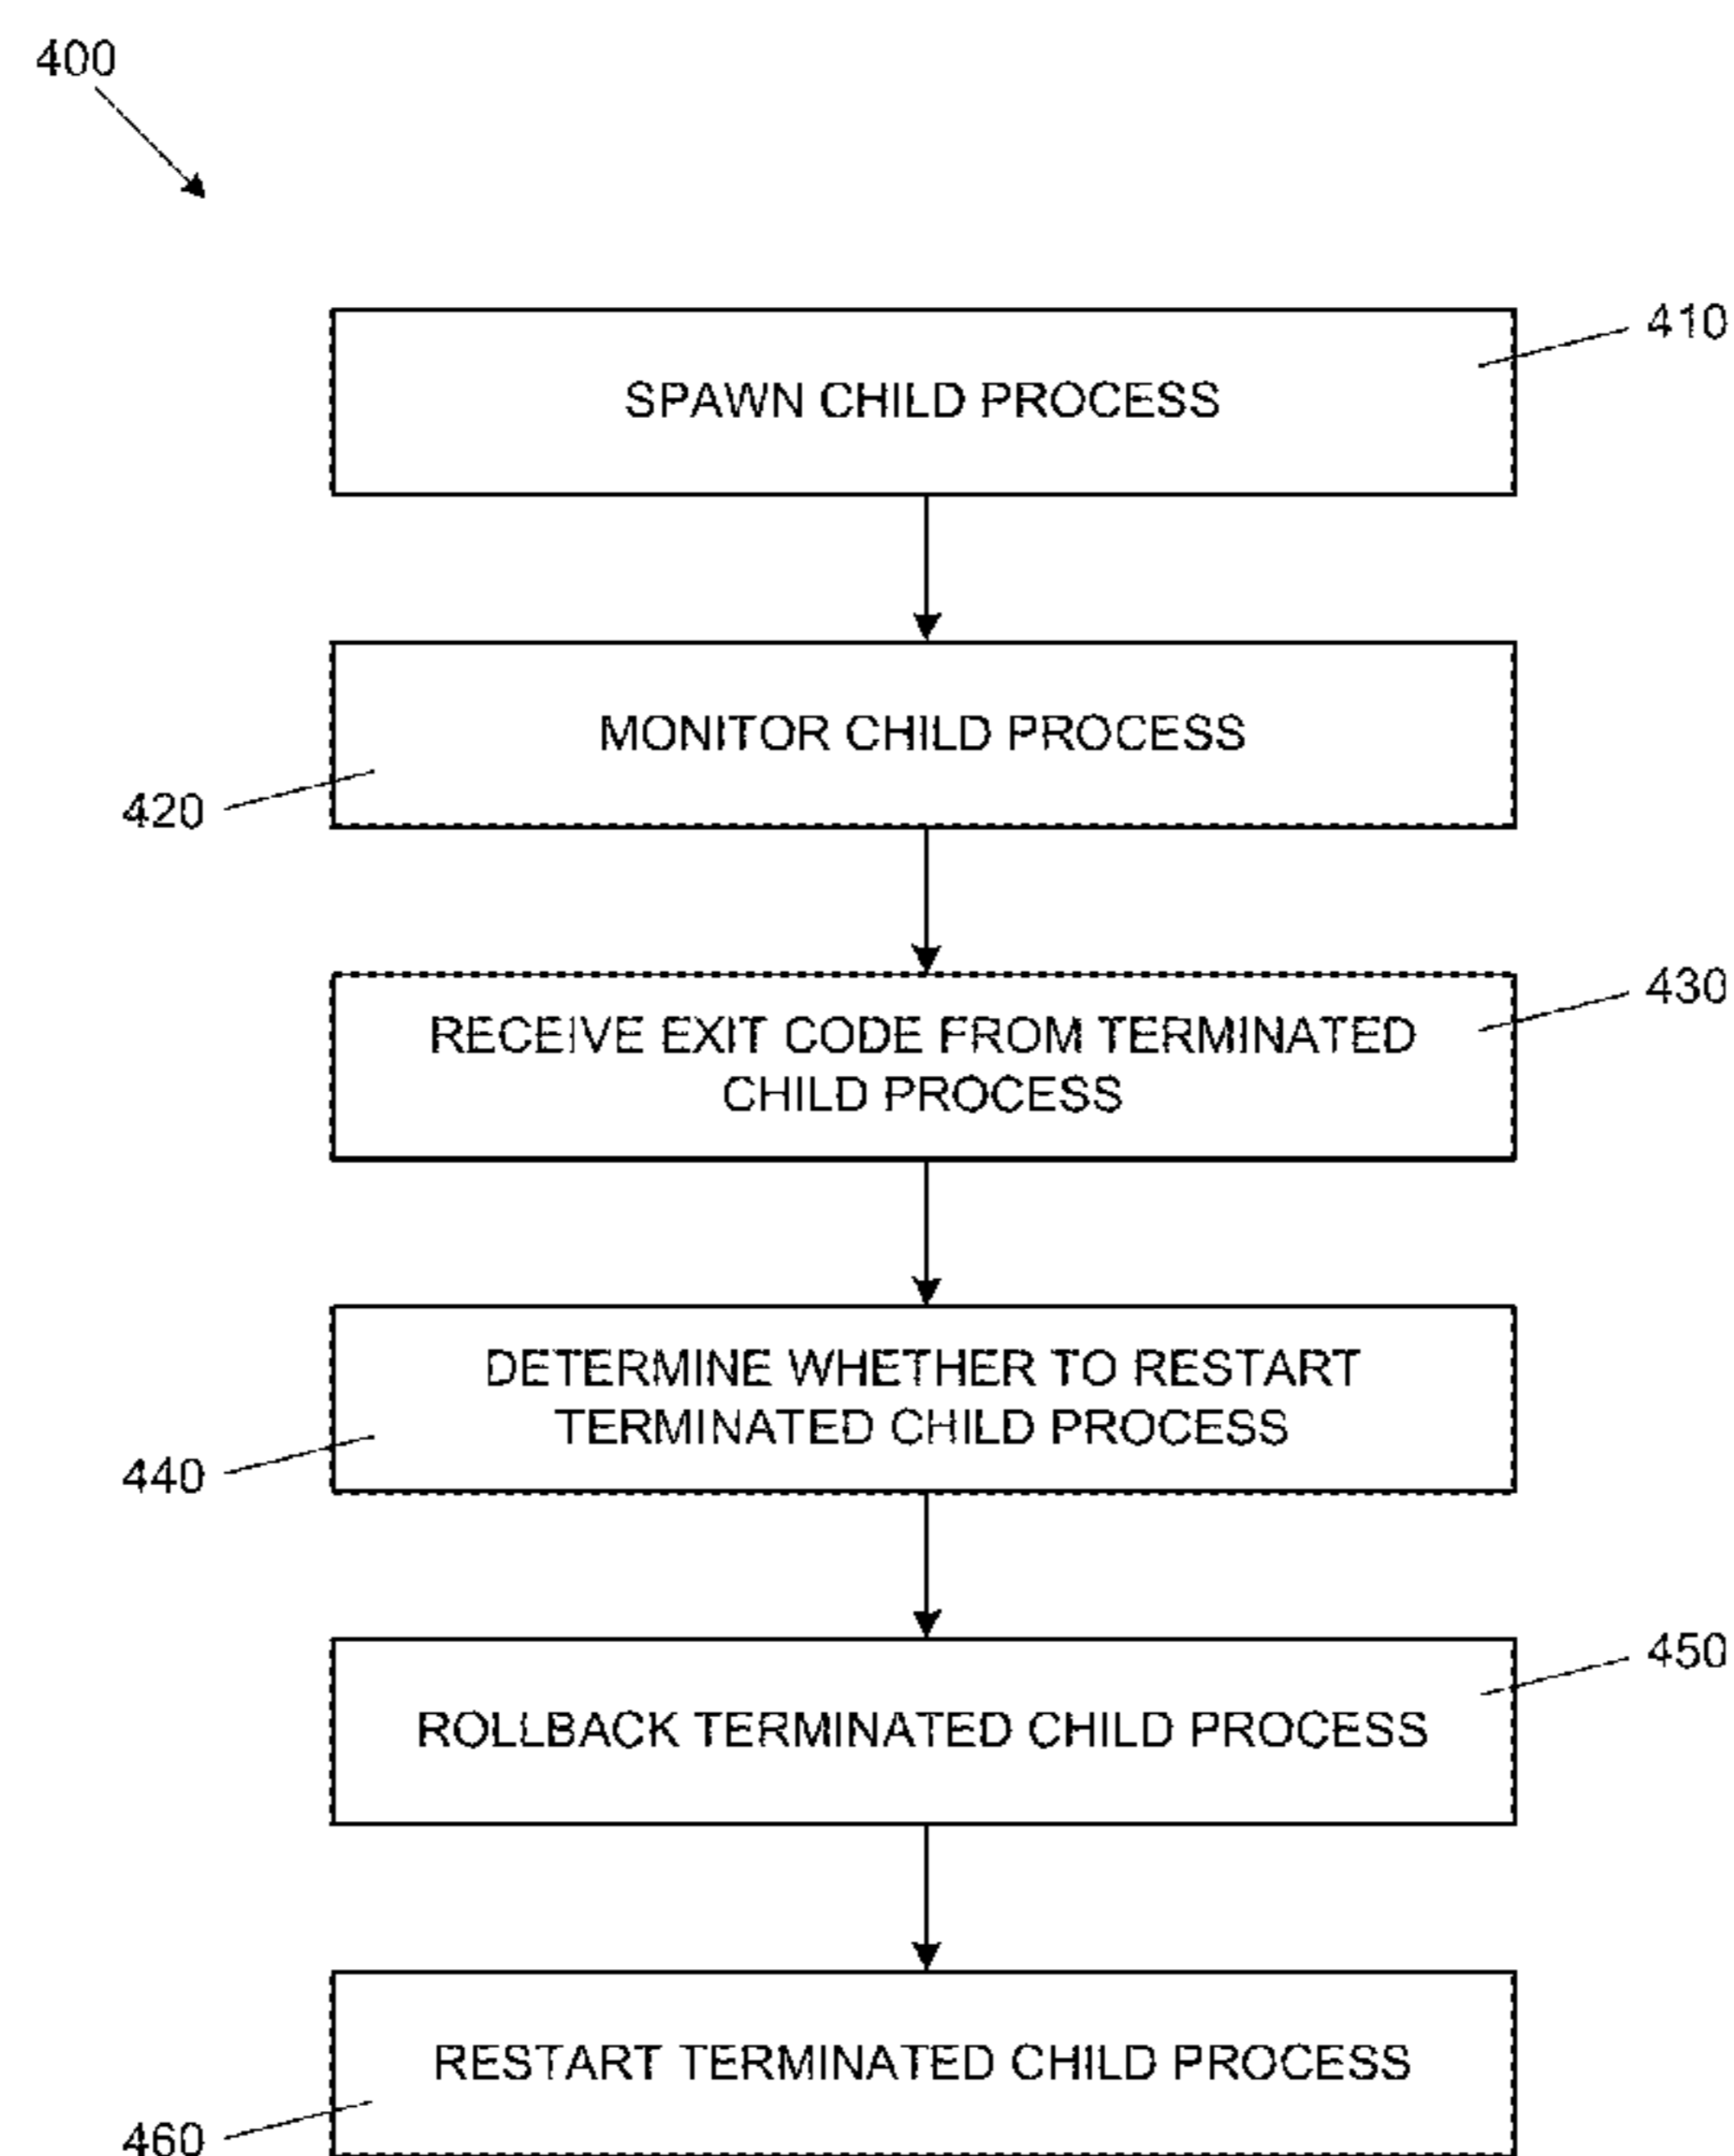 400
410
SPAWN CHILD PROCESS
MONITOR CHILD PROCESS
420
430
RECEIVE EXIT CODE FROM TERMINATED
CHILD PROCESS
DETERMINE WHETHER TO RESTART
TERMINATED CHILD PROCESS
440
450
ROLLBACK TERMINATED CHILD PROCESS
RESTART TERMINATED CHILD PROCESS
460